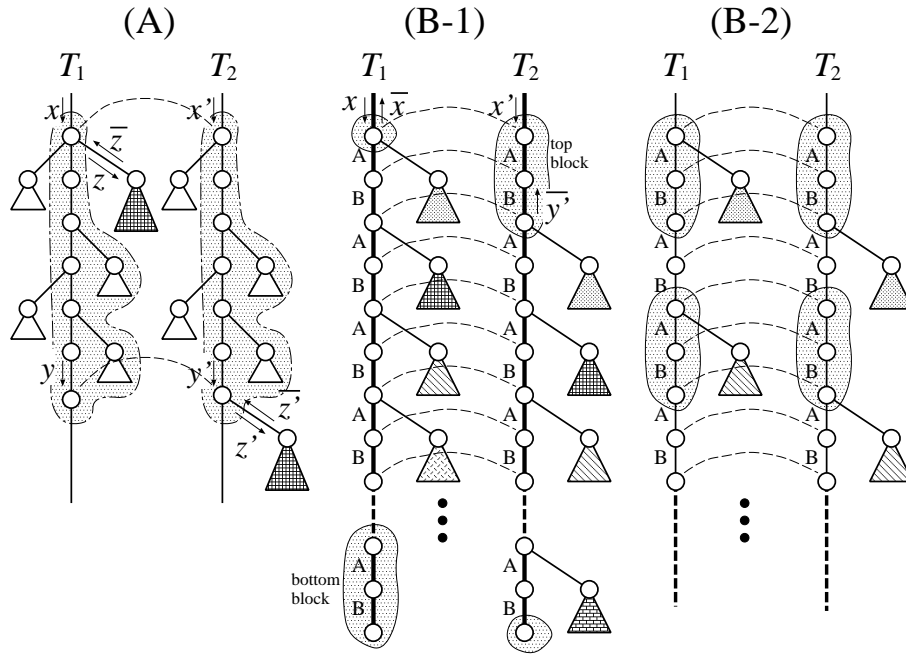 (A) (B-1) (B-2)
T1 T2 T1 T2 T1 T2
x x' x x̄ x' 
z̄ z
A B A B A B A B
A B A B A B A B
top
block
ȳ'
A B A B A B A B
y y'
z̄' z'
bottom
block
A B
A B